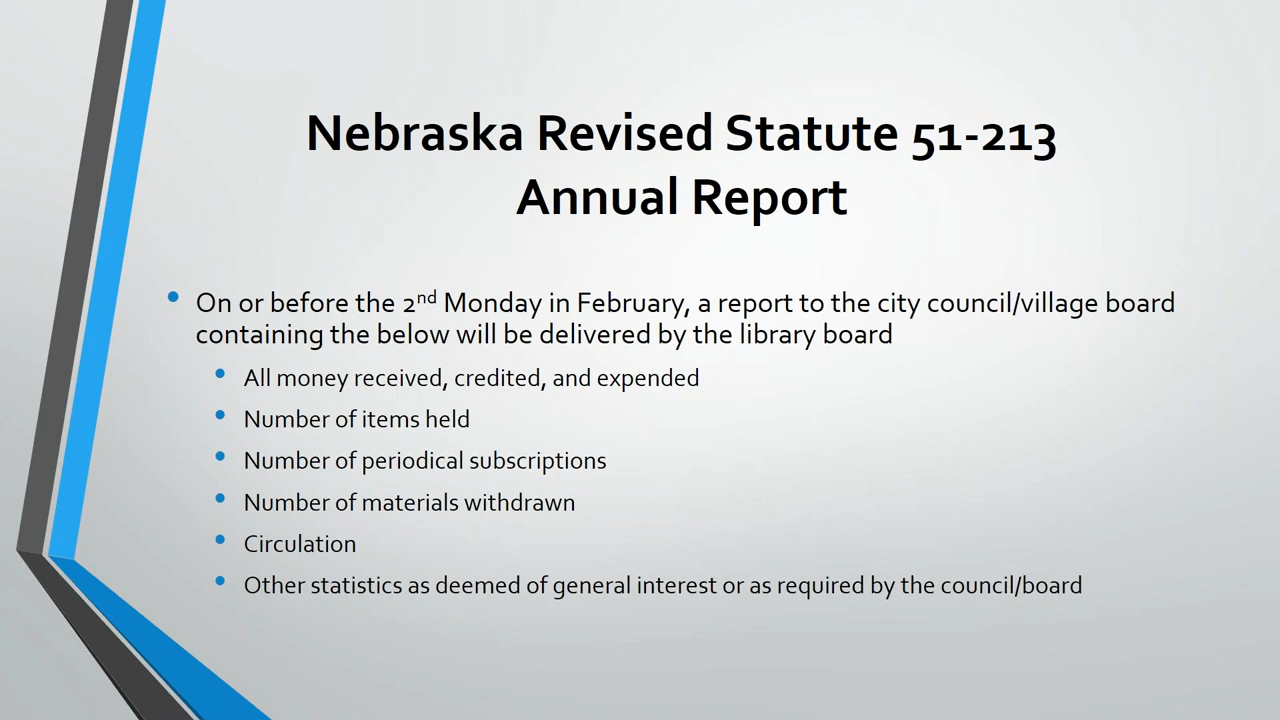 Nebraska Revised Statute 51-213
Annual Report
• On or before the 2nd Monday in February, a report to the city council/village board
containing the below will be delivered by the library board
• All money received, credited, and expended
• Number of items held
• Number of periodical subscriptions
• Number of materials withdrawn
• Circulation
• Other statistics as deemed of general interest or as required by the council/board